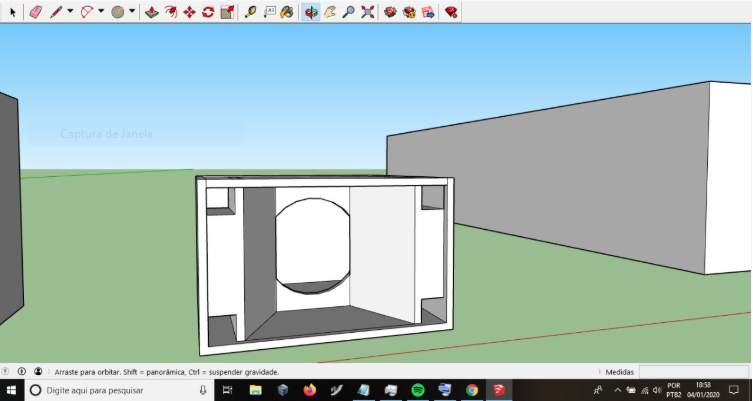 A1
Captura de Janela
Arraste para orbitar. Shift = panorâmica, Ctrl = suspender gravidade.
Medidas
Digite aqui para pesquisar
POR
PTB2
18:58
04/01/2020